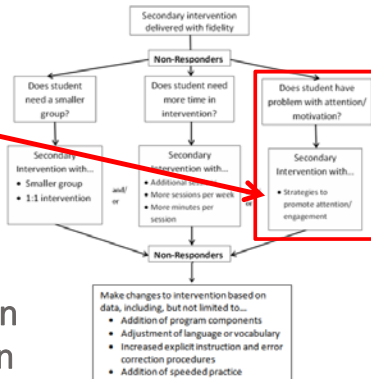 Secondary intervention
delivered with fidelity
Non-Responders
Does student
need a smaller
group?
Does student need
more time in
intervention?
Does student have
problem with attention/
motivation?
Secondary
Intervention with...
• Smaller group
• 1:1 intervention
and/
or
Secondary
Intervention with...
• Additional
• More sessions per week
• More minutes per
session
or
Secondary
Intervention with...
• Strategies to
promote attention/
engagement
Non-Responders
Make changes to intervention based on
data, including, but not limited to...
• Addition of program components
• Adjustment of language or vocabulary
• Increased explicit instruction and error
correction procedures
• Addition of speeded practice
n
n